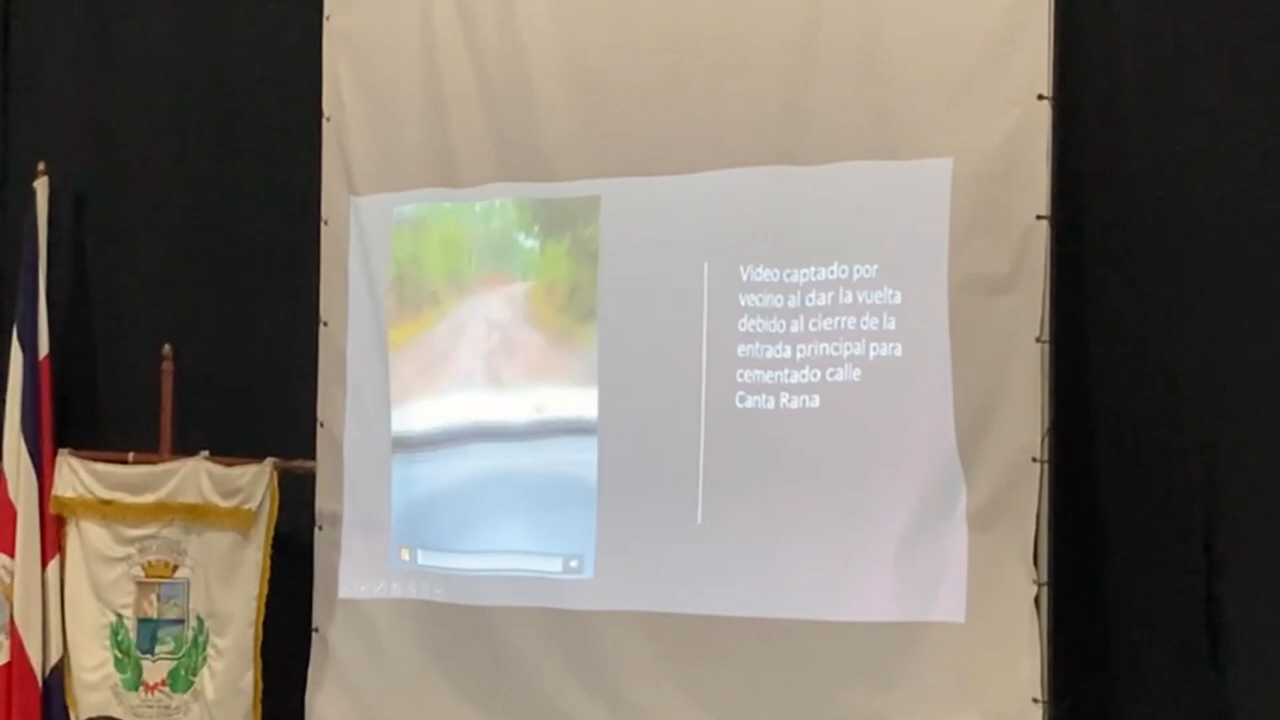 Video captado por
vecino al dar la vuelta
debido al cierre de la
entrada principal para
cementado calle
Canta Rana